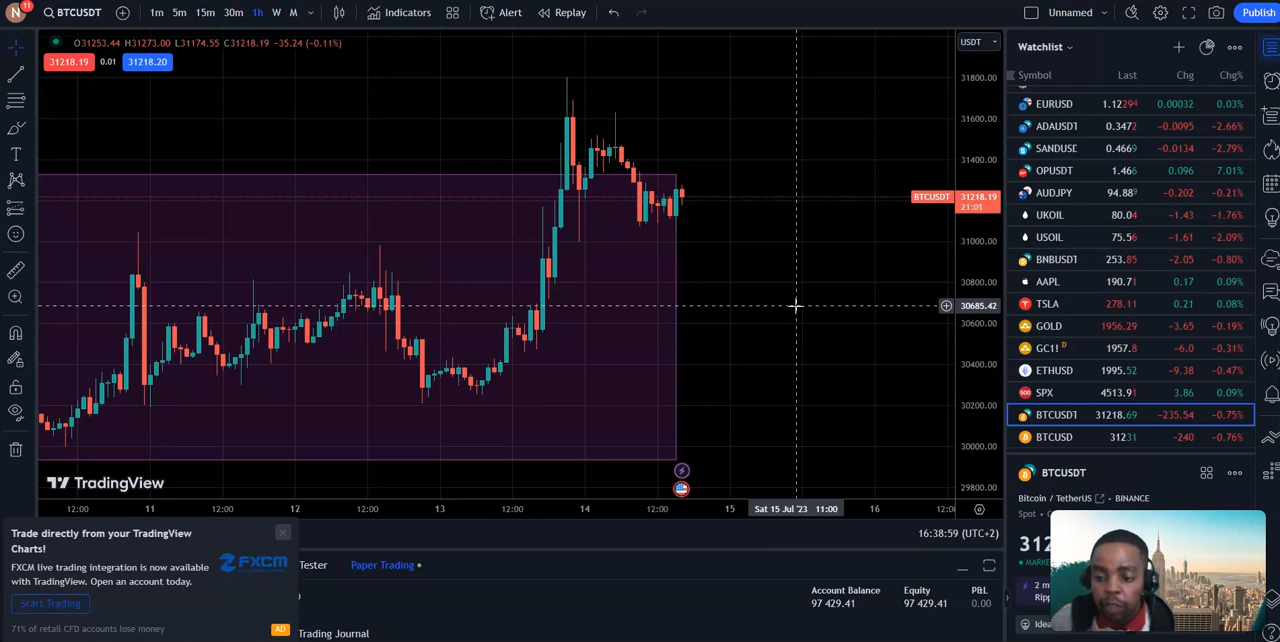 N
11
BTCUSDT
1m 5m 15m 30m 1h W M
Indicators
Alert
Replay
Unnamed
Publish
O31253.44 H31273.00 L31174.55 C31218.19 −35.24 (−0.11%)
31218.19 0.01 31218.20
USDT
31800.00
31600.00
31400.00
BTCUSDT 31218.19
21:01
31000.00
30800.00
30685.42
30600.00
30400.00
30200.00
30000.00
29800.00
TradingView
12:00 11 12:00 12 12:00 13 12:00 14 12:00 15 Sat 15 Jul '23 11:00 16 12:00
16:38:59 (UTC+2)
Trade directly from your TradingView
Charts!
FXCM live trading integration is now available
with TradingView. Open an account today.
FXCM
Start Trading
71% of retail CFD accounts lose money
AD
Tester
Paper Trading
Account Balance Equity P&L
97 429.41 97 429.41 0.00
Trading Journal
Watchlist
Symbol Last Chg Chg%
EURUSD 1.12294 0.00032 0.03%
ADAUSDT 0.3472 −0.0095 −2.66%
SANDUSD 0.4669 −0.0134 −2.79%
OPUSDT 1.466 0.096 7.01%
AUDJPY 94.889 −0.202 −0.21%
UKOIL 80.04 −1.43 −1.76%
USOIL 75.56 −1.61 −2.09%
BNBUSDT 253.85 −2.05 −0.80%
AAPL 190.71 0.17 0.09%
TSLA 278.11 0.21 0.08%
GOLD 1956.29 −3.65 −0.19%
GC1! D 1957.8 −6.0 −0.31%
ETHUSD 1995.52 −9.38 −0.47%
500 SPX 4513.91 3.86 0.09%
BTCUSDT 31218.69 −235.54 −0.75%
BTCUSD 31231 −240 −0.76%
BTCUSDT
Bitcoin / TetherUS BINANCE
Spot